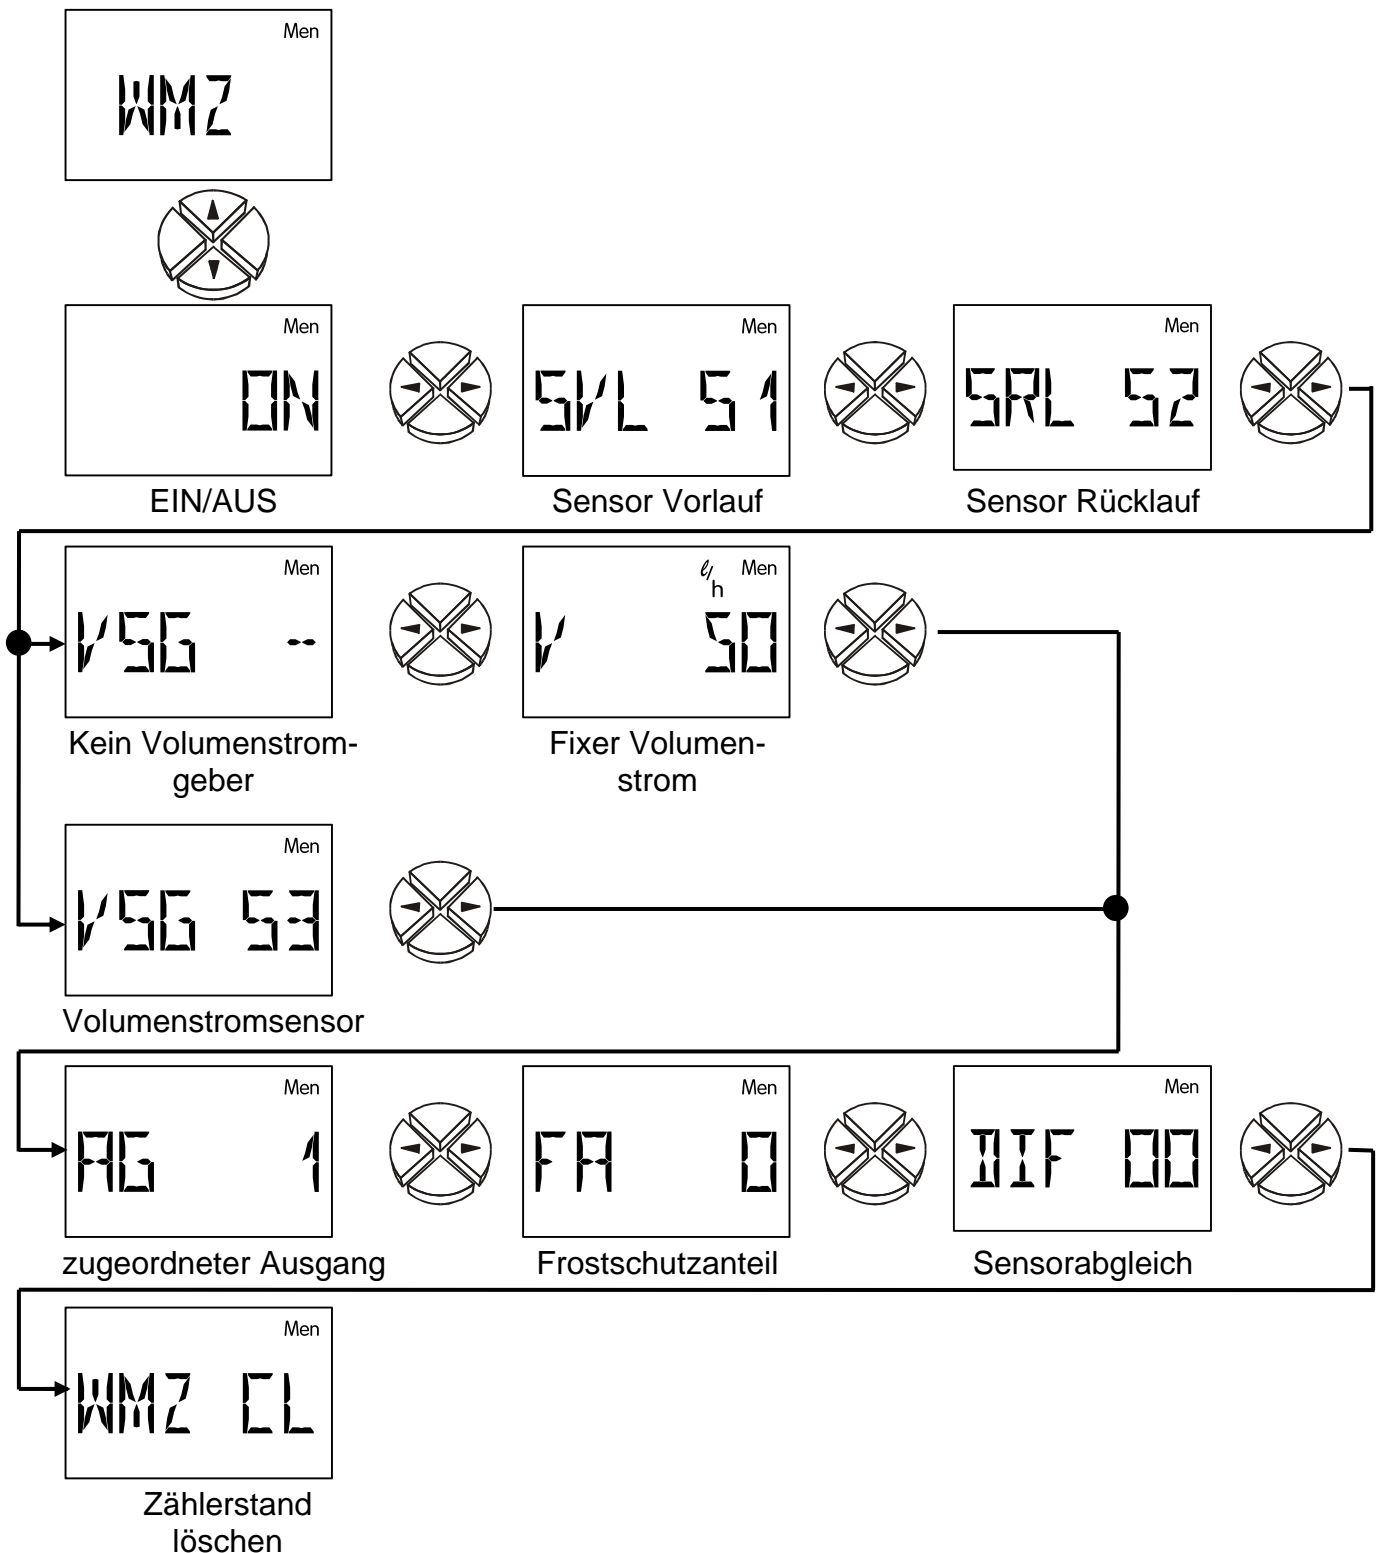 Men
WMZ
Men
ON
EIN/AUS
Men
SVL S1
Sensor Vorlauf
Men
SRL S2
Sensor Rücklauf
Men
VSG --
Kein Volumenstrom-
geber
l/h Men
V 50
Fixer Volumen-
strom
Men
VSG S3
Volumenstromsensor
Men
AG 1
zugeordneter Ausgang
Men
FA 0
Frostschutzanteil
Men
DIF 00
Sensorabgleich
Men
WMZ CL
Zählerstand
löschen